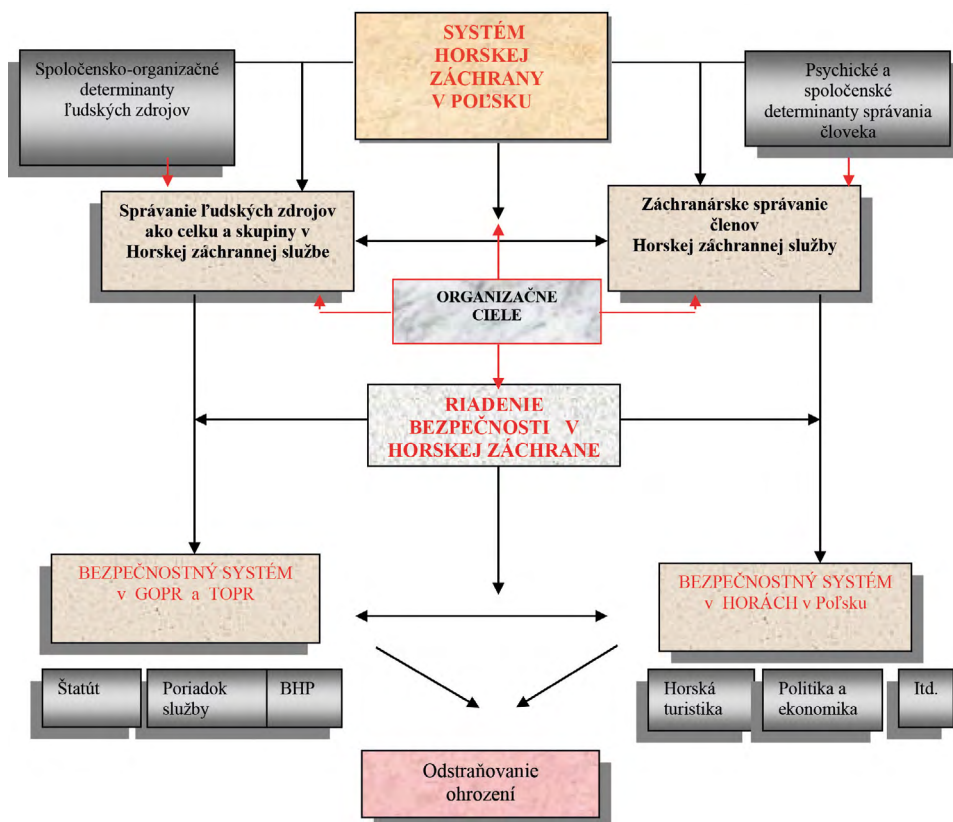 SYSTÉM
HORSKEJ
ZÁCHRANY
V POĽSKU
Spoločensko-organizačné
determinanty
ľudských zdrojov
Psychické a
spoločenské
determinanty správania
človeka
Správanie ľudských zdrojov
ako celku a skupiny v
Horskej záchrannej službe
Záchranárske správanie
členov
Horskej záchrannej služby
ORGANIZAČNE
CIELE
RIADENIE
BEZPEČNOSTI V
HORSKEJ ZÁCHRANE
BEZPEČNOSTNÝ SYSTÉM
v GOPR a TOPR
BEZPEČNOSTNÝ SYSTÉM
v HORÁCH v Poľsku
Štatút
Poriadok
služby
BHP
Horská
turistika
Politika a
ekonomika
Itd.
Odstraňovanie
ohrození